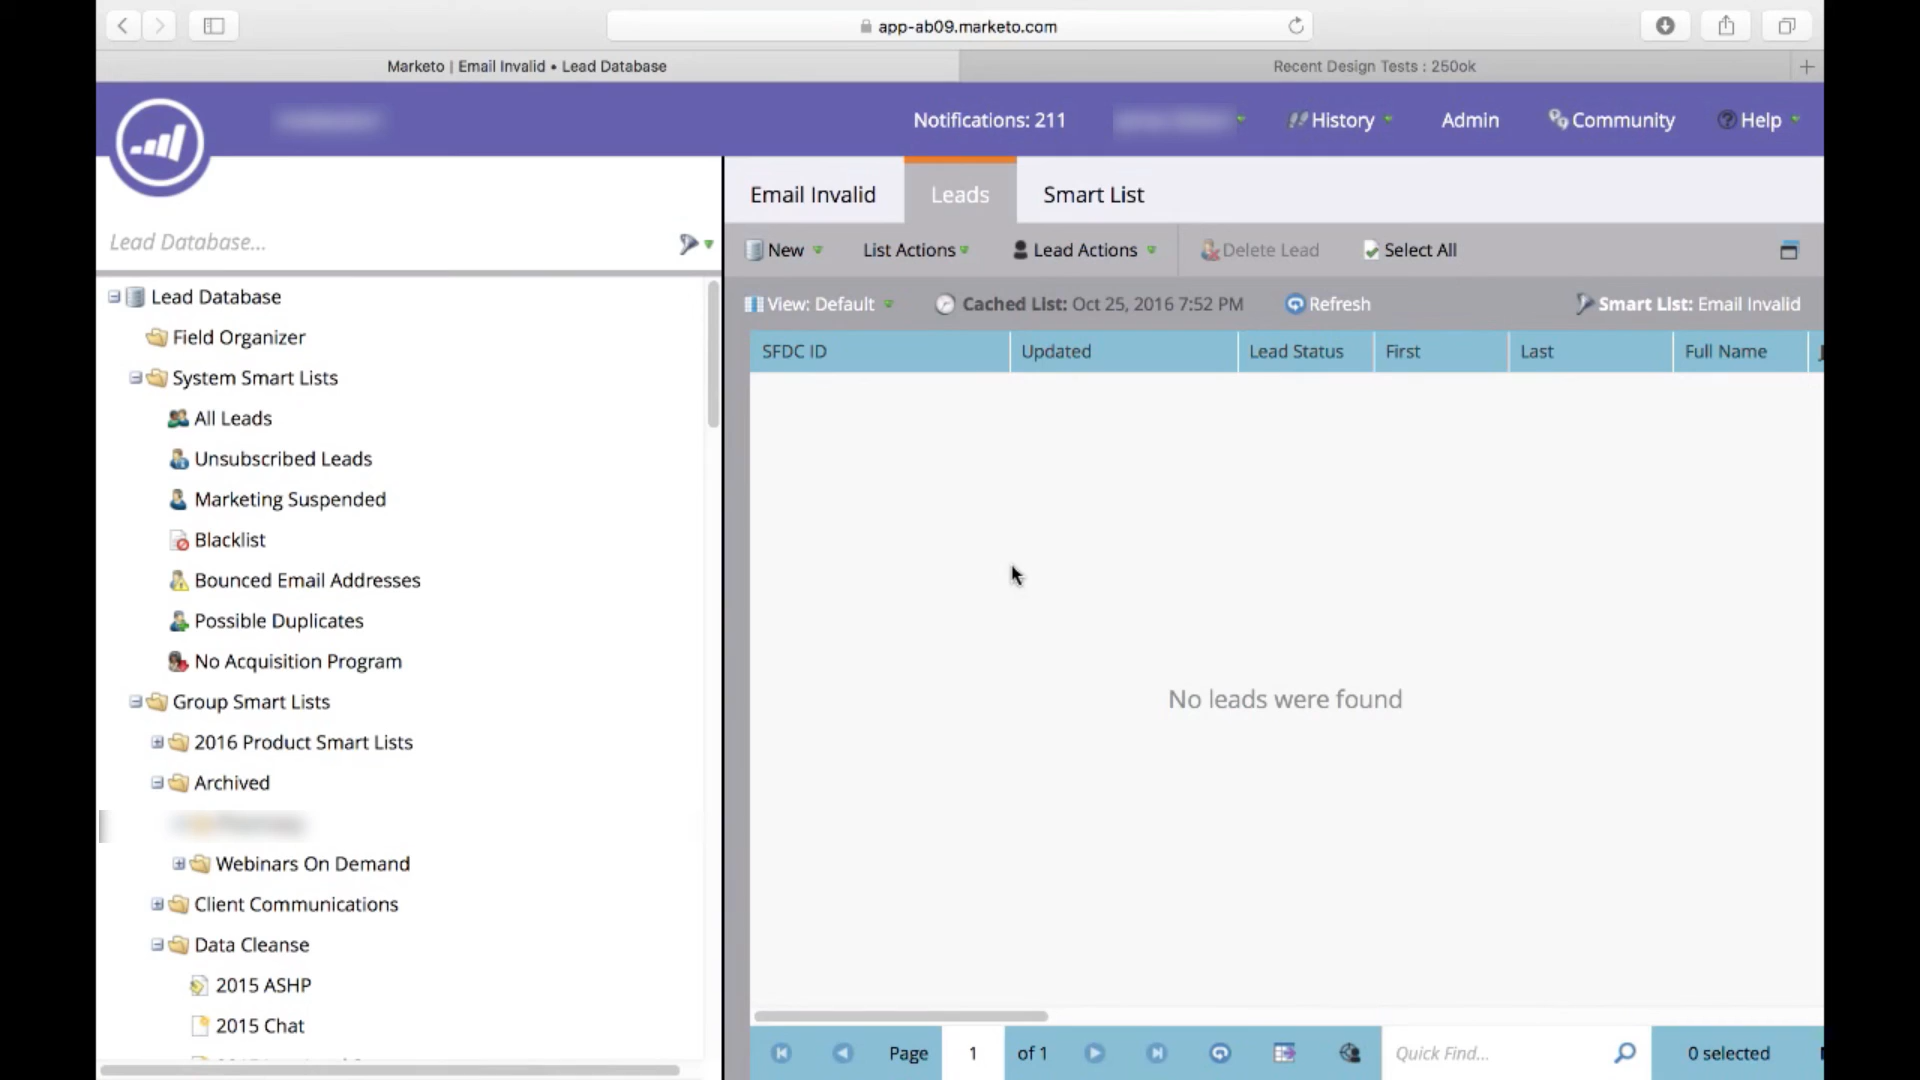 app-ab09.marketo.com
Marketo | Email Invalid • Lead Database
Recent Design Tests : 250ok
Notifications: 211
History
Admin
Community
Help
Lead Database...
Lead Database
Field Organizer
System Smart Lists
All Leads
Unsubscribed Leads
Marketing Suspended
Blacklist
Bounced Email Addresses
Possible Duplicates
No Acquisition Program
Group Smart Lists
2016 Product Smart Lists
Archived
Webinars On Demand
Client Communications
Data Cleanse
2015 ASHP
2015 Chat
Email Invalid
Leads
Smart List
New
List Actions
Lead Actions
Delete Lead
Select All
View: Default
Cached List: Oct 25, 2016 7:52 PM
Refresh
Smart List: Email Invalid
SFDC ID
Updated
Lead Status
First
Last
Full Name
No leads were found
Page 1 of 1
Quick Find...
0 selected